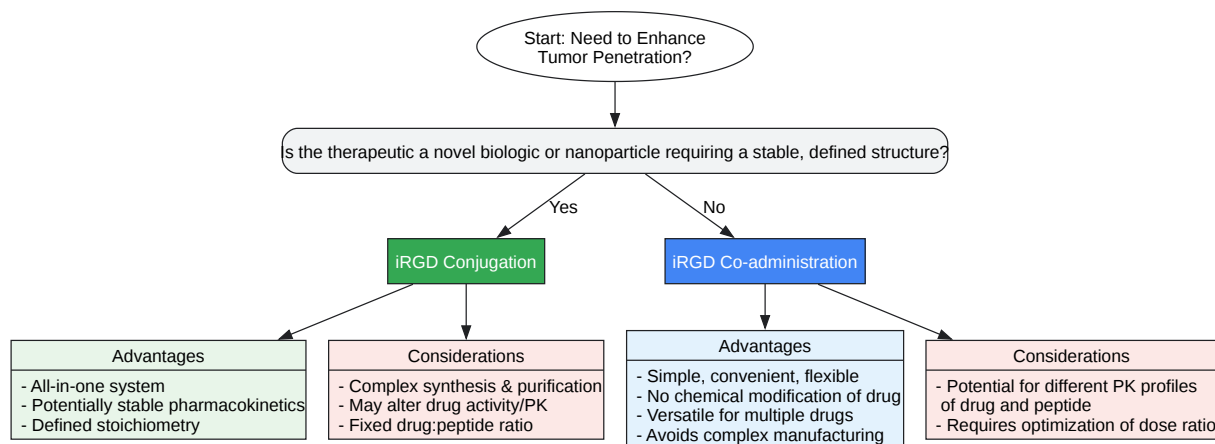 Start: Need to Enhance
Tumor Penetration?
Is the therapeutic a novel biologic or nanoparticle requiring a stable, defined structure?
Yes
No
iRGD Conjugation
iRGD Co-administration
Advantages
- All-in-one system
- Potentially stable pharmacokinetics
- Defined stoichiometry
Considerations
- Complex synthesis & purification
- May alter drug activity/PK
- Fixed drug:peptide ratio
Advantages
- Simple, convenient, flexible
- No chemical modification of drug
- Versatile for multiple drugs
- Avoids complex manufacturing
Considerations
- Potential for different PK profiles
of drug and peptide
- Requires optimization of dose ratio